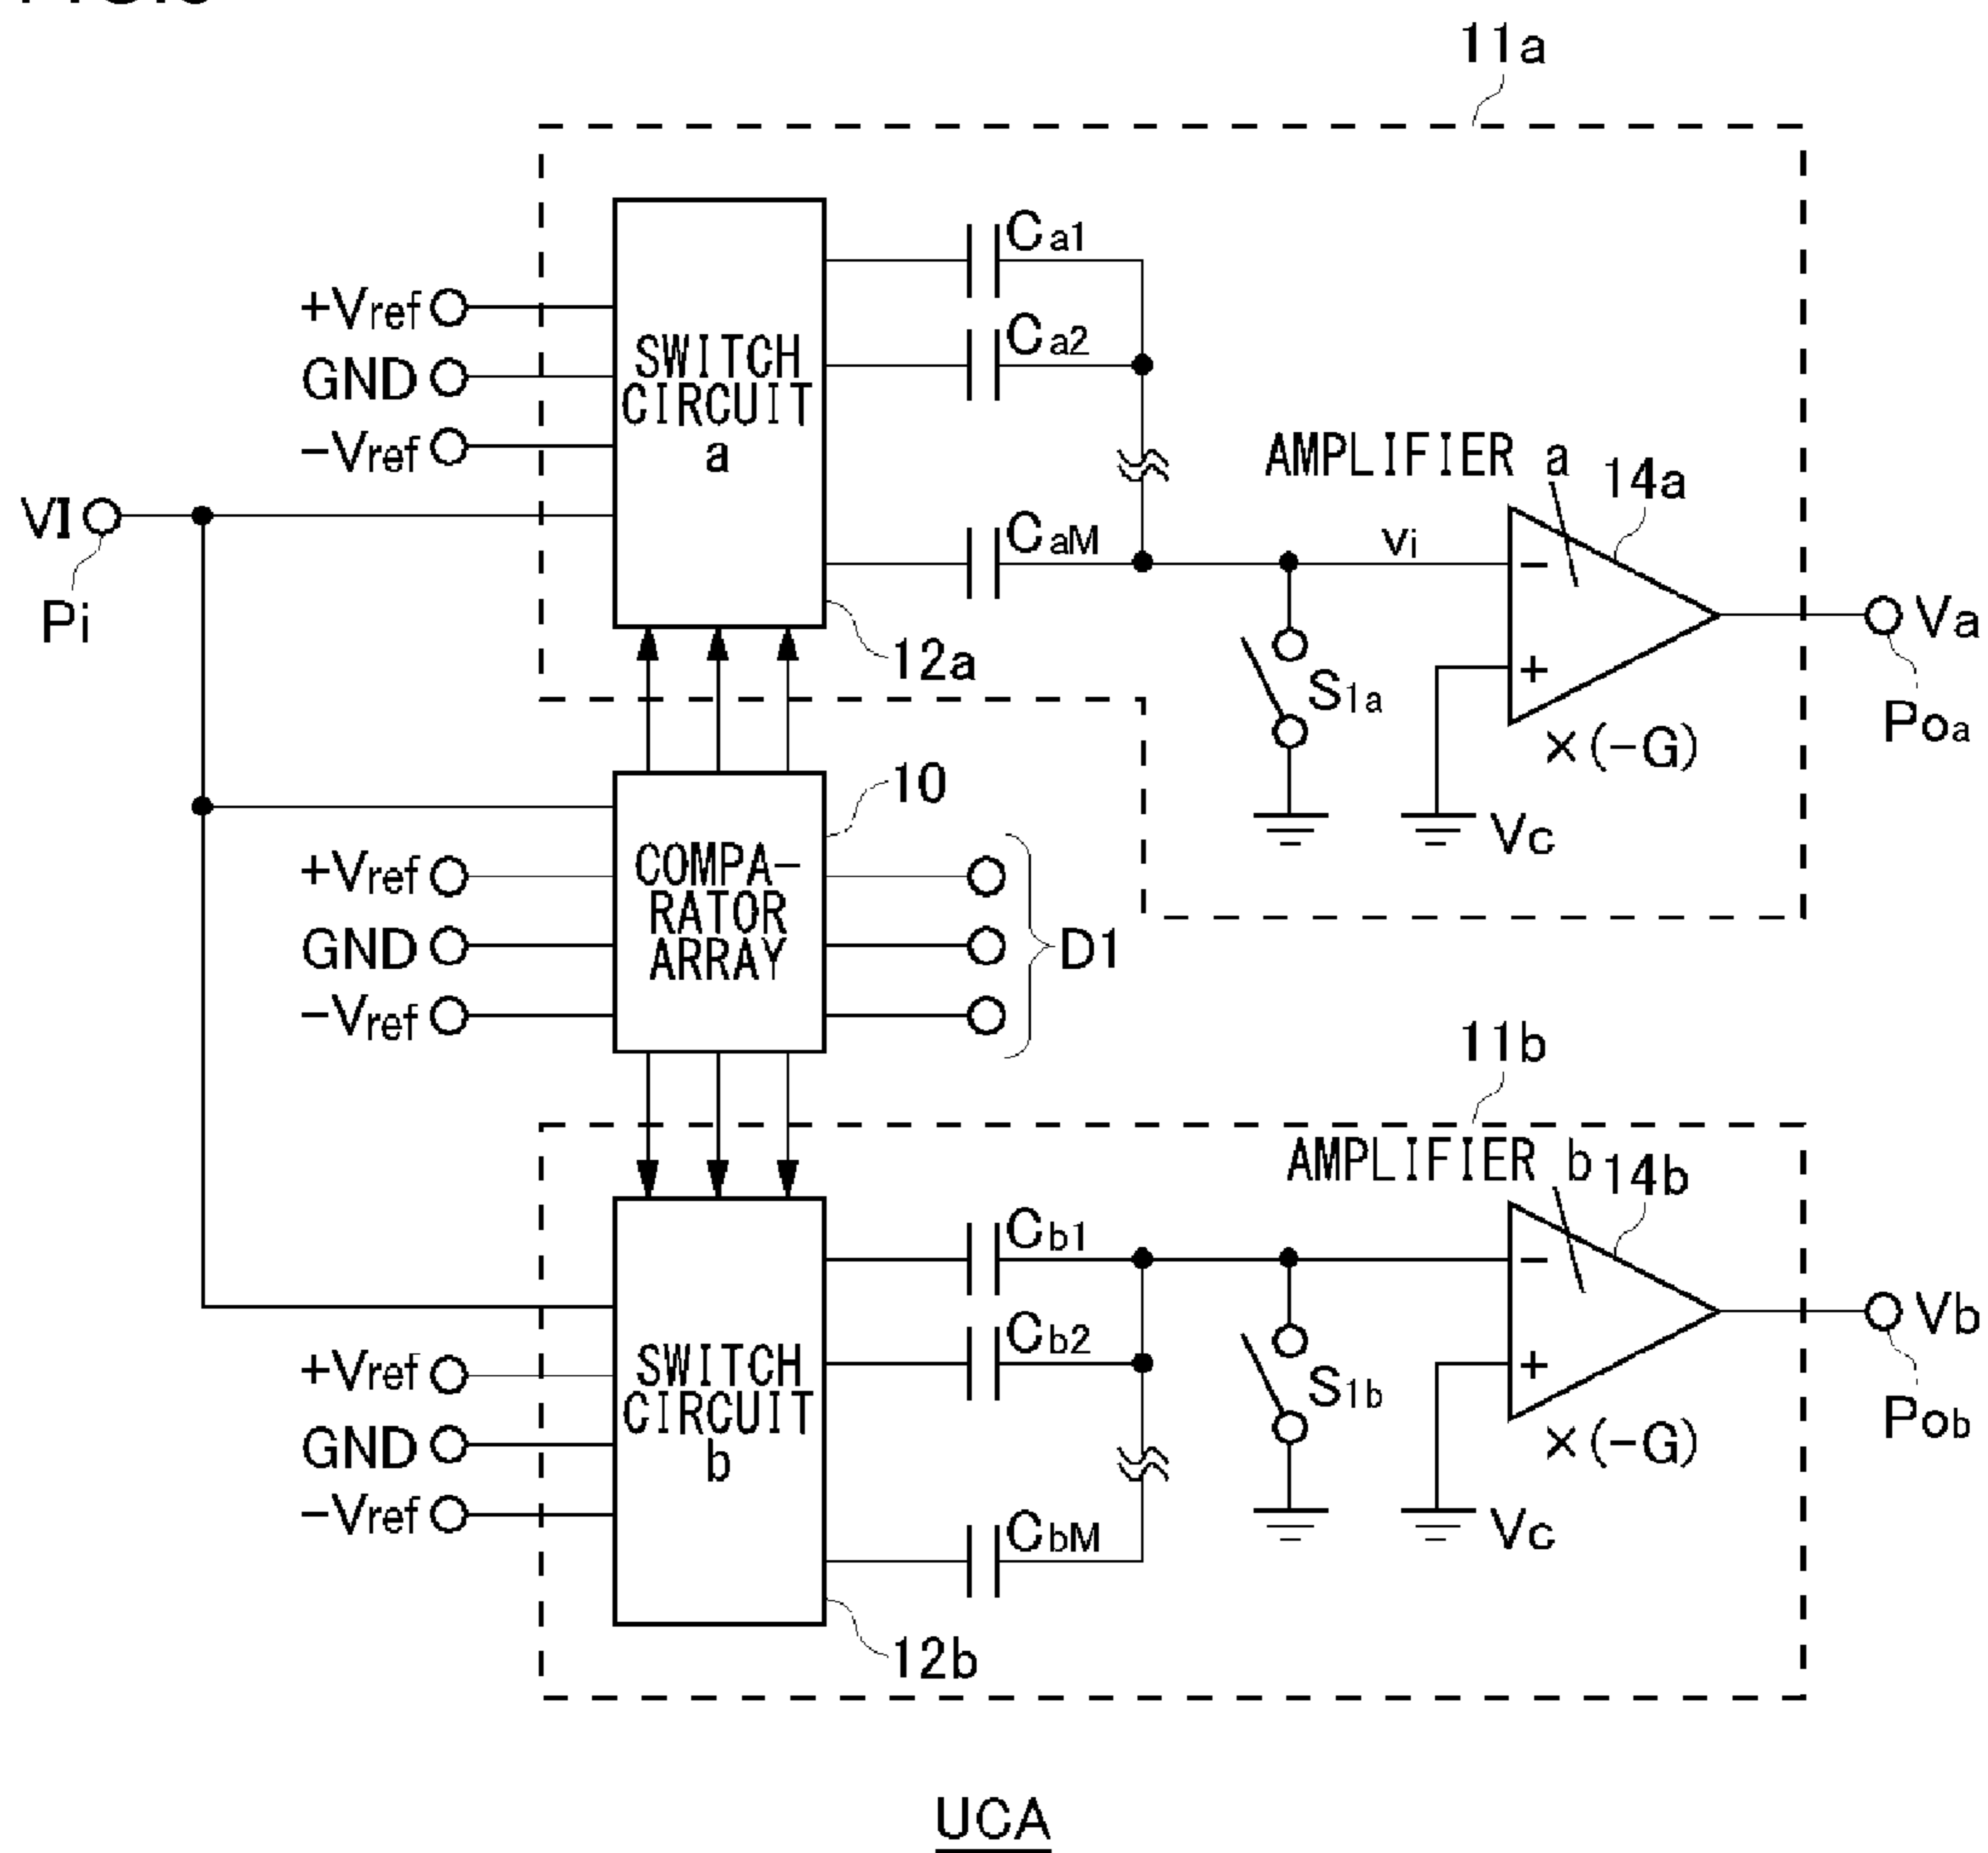 11a
Ca1
+Vref
Ca2
GND
SWITCH
CIRCUIT
a
-Vref
AMPLIFIER a
14a
VI
CaM
vi
−
Pi
12a
+
S1a
Va
Poa
×(-G)
10
Vc
+Vref
COMPA-
RATOR
ARRAY
GND
D1
-Vref
11b
AMPLIFIER b
14b
Cb1
−
Cb2
+Vref
SWITCH
CIRCUIT
b
+
S1b
Vb
Pob
GND
×(-G)
-Vref
CbM
Vc
12b
UCA